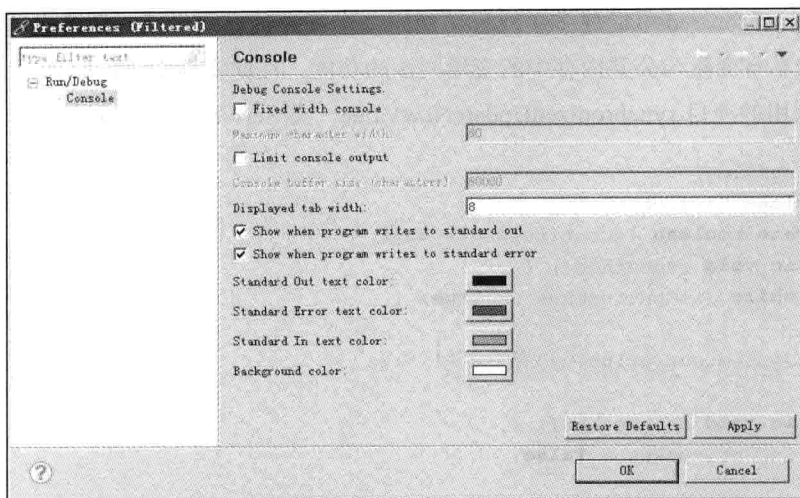 Preferences (Filtered)
type filter text
Run/Debug
Console
Console
Debug Console Settings.
Fixed width console
Maximum character width: 80
Limit console output
Console buffer size (characters): 80000
Displayed tab width: 8
Show when program writes to standard out
Show when program writes to standard error
Standard Out text color:
Standard Error text color:
Standard In text color:
Background color:
Restore Defaults
Apply
OK
Cancel